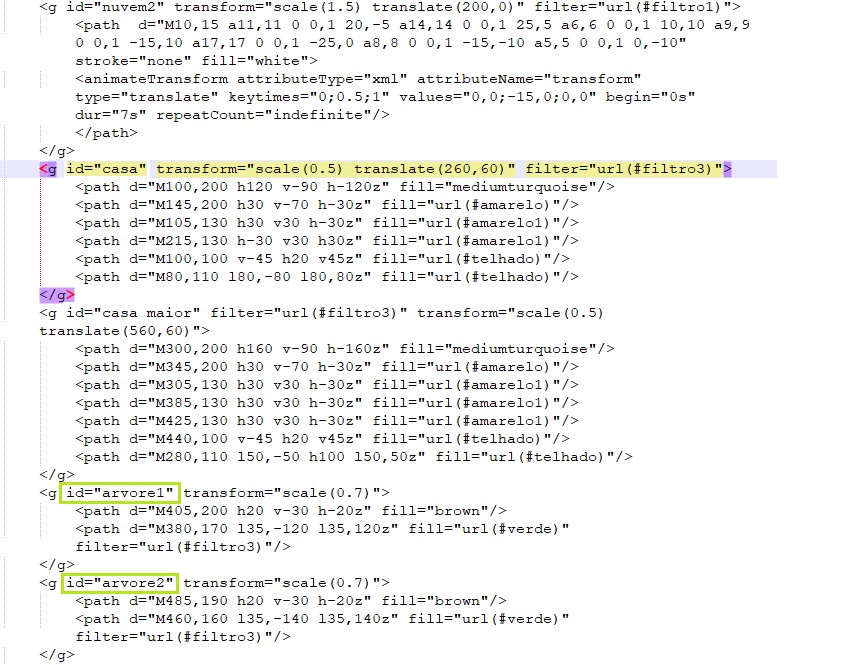 <g id="nuvem2" transform="scale(1.5) translate(200,0)" filter="url(#filtro1)">
<path  d="M10,15 a11,11 0 0,1 20,-5 a14,14 0 0,1 25,5 a6,6 0 0,1 10,10 a9,9
0 0,1 -15,10 a17,17 0 0,1 -25,0 a8,8 0 0,1 -15,-10 a5,5 0 0,1 0,-10"
stroke="none" fill="white">
<animateTransform attributeType="xml" attributeName="transform"
type="translate" keytimes="0;0.5;1" values="0,0;-15,0;0,0" begin="0s"
dur="7s" repeatCount="indefinite"/>
</path>
</g>
<g id="casa" transform="scale(0.5) translate(260,60)" filter="url(#filtro3)">
<path d="M100,200 h120 v-90 h-120z" fill="mediumturquoise"/>
<path d="M145,200 h30 v-70 h-30z" fill="url(#amarelo)"/>
<path d="M105,130 h30 v30 h-30z" fill="url(#amarelo1)"/>
<path d="M215,130 h-30 v30 h30z" fill="url(#amarelo1)"/>
<path d="M100,100 v-45 h20 v45z" fill="url(#telhado)"/>
<path d="M80,110 l80,-80 l80,80z" fill="url(#telhado)"/>
</g>
<g id="casa maior" filter="url(#filtro3)" transform="scale(0.5)
translate(560,60)">
<path d="M300,200 h160 v-90 h-160z" fill="mediumturquoise"/>
<path d="M345,200 h30 v-70 h-30z" fill="url(#amarelo)"/>
<path d="M305,130 h30 v30 h-30z" fill="url(#amarelo1)"/>
<path d="M385,130 h30 v30 h-30z" fill="url(#amarelo1)"/>
<path d="M425,130 h30 v30 h-30z" fill="url(#amarelo1)"/>
<path d="M440,100 v-45 h20 v45z" fill="url(#telhado)"/>
<path d="M280,110 l50,-50 h100 l50,50z" fill="url(#telhado)"/>
</g>
<g id="arvore1" transform="scale(0.7)">
<path d="M405,200 h20 v-30 h-20z" fill="brown"/>
<path d="M380,170 l35,-120 l35,120z" fill="url(#verde)"
filter="url(#filtro3)"/>
</g>
<g id="arvore2" transform="scale(0.7)">
<path d="M485,190 h20 v-30 h-20z" fill="brown"/>
<path d="M460,160 l35,-140 l35,140z" fill="url(#verde)"
filter="url(#filtro3)"/>
</g>